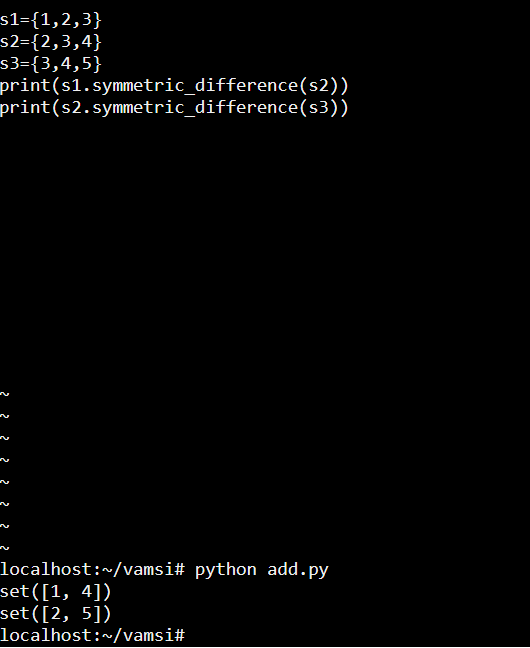 s1={1,2,3}
s2={2,3,4}
s3={3,4,5}
print(s1.symmetric_difference(s2))
print(s2.symmetric_difference(s3))
~
~
~
~
~
~
~
~
localhost:~/vamsi# python add.py
set([1, 4])
set([2, 5])
localhost:~/vamsi#